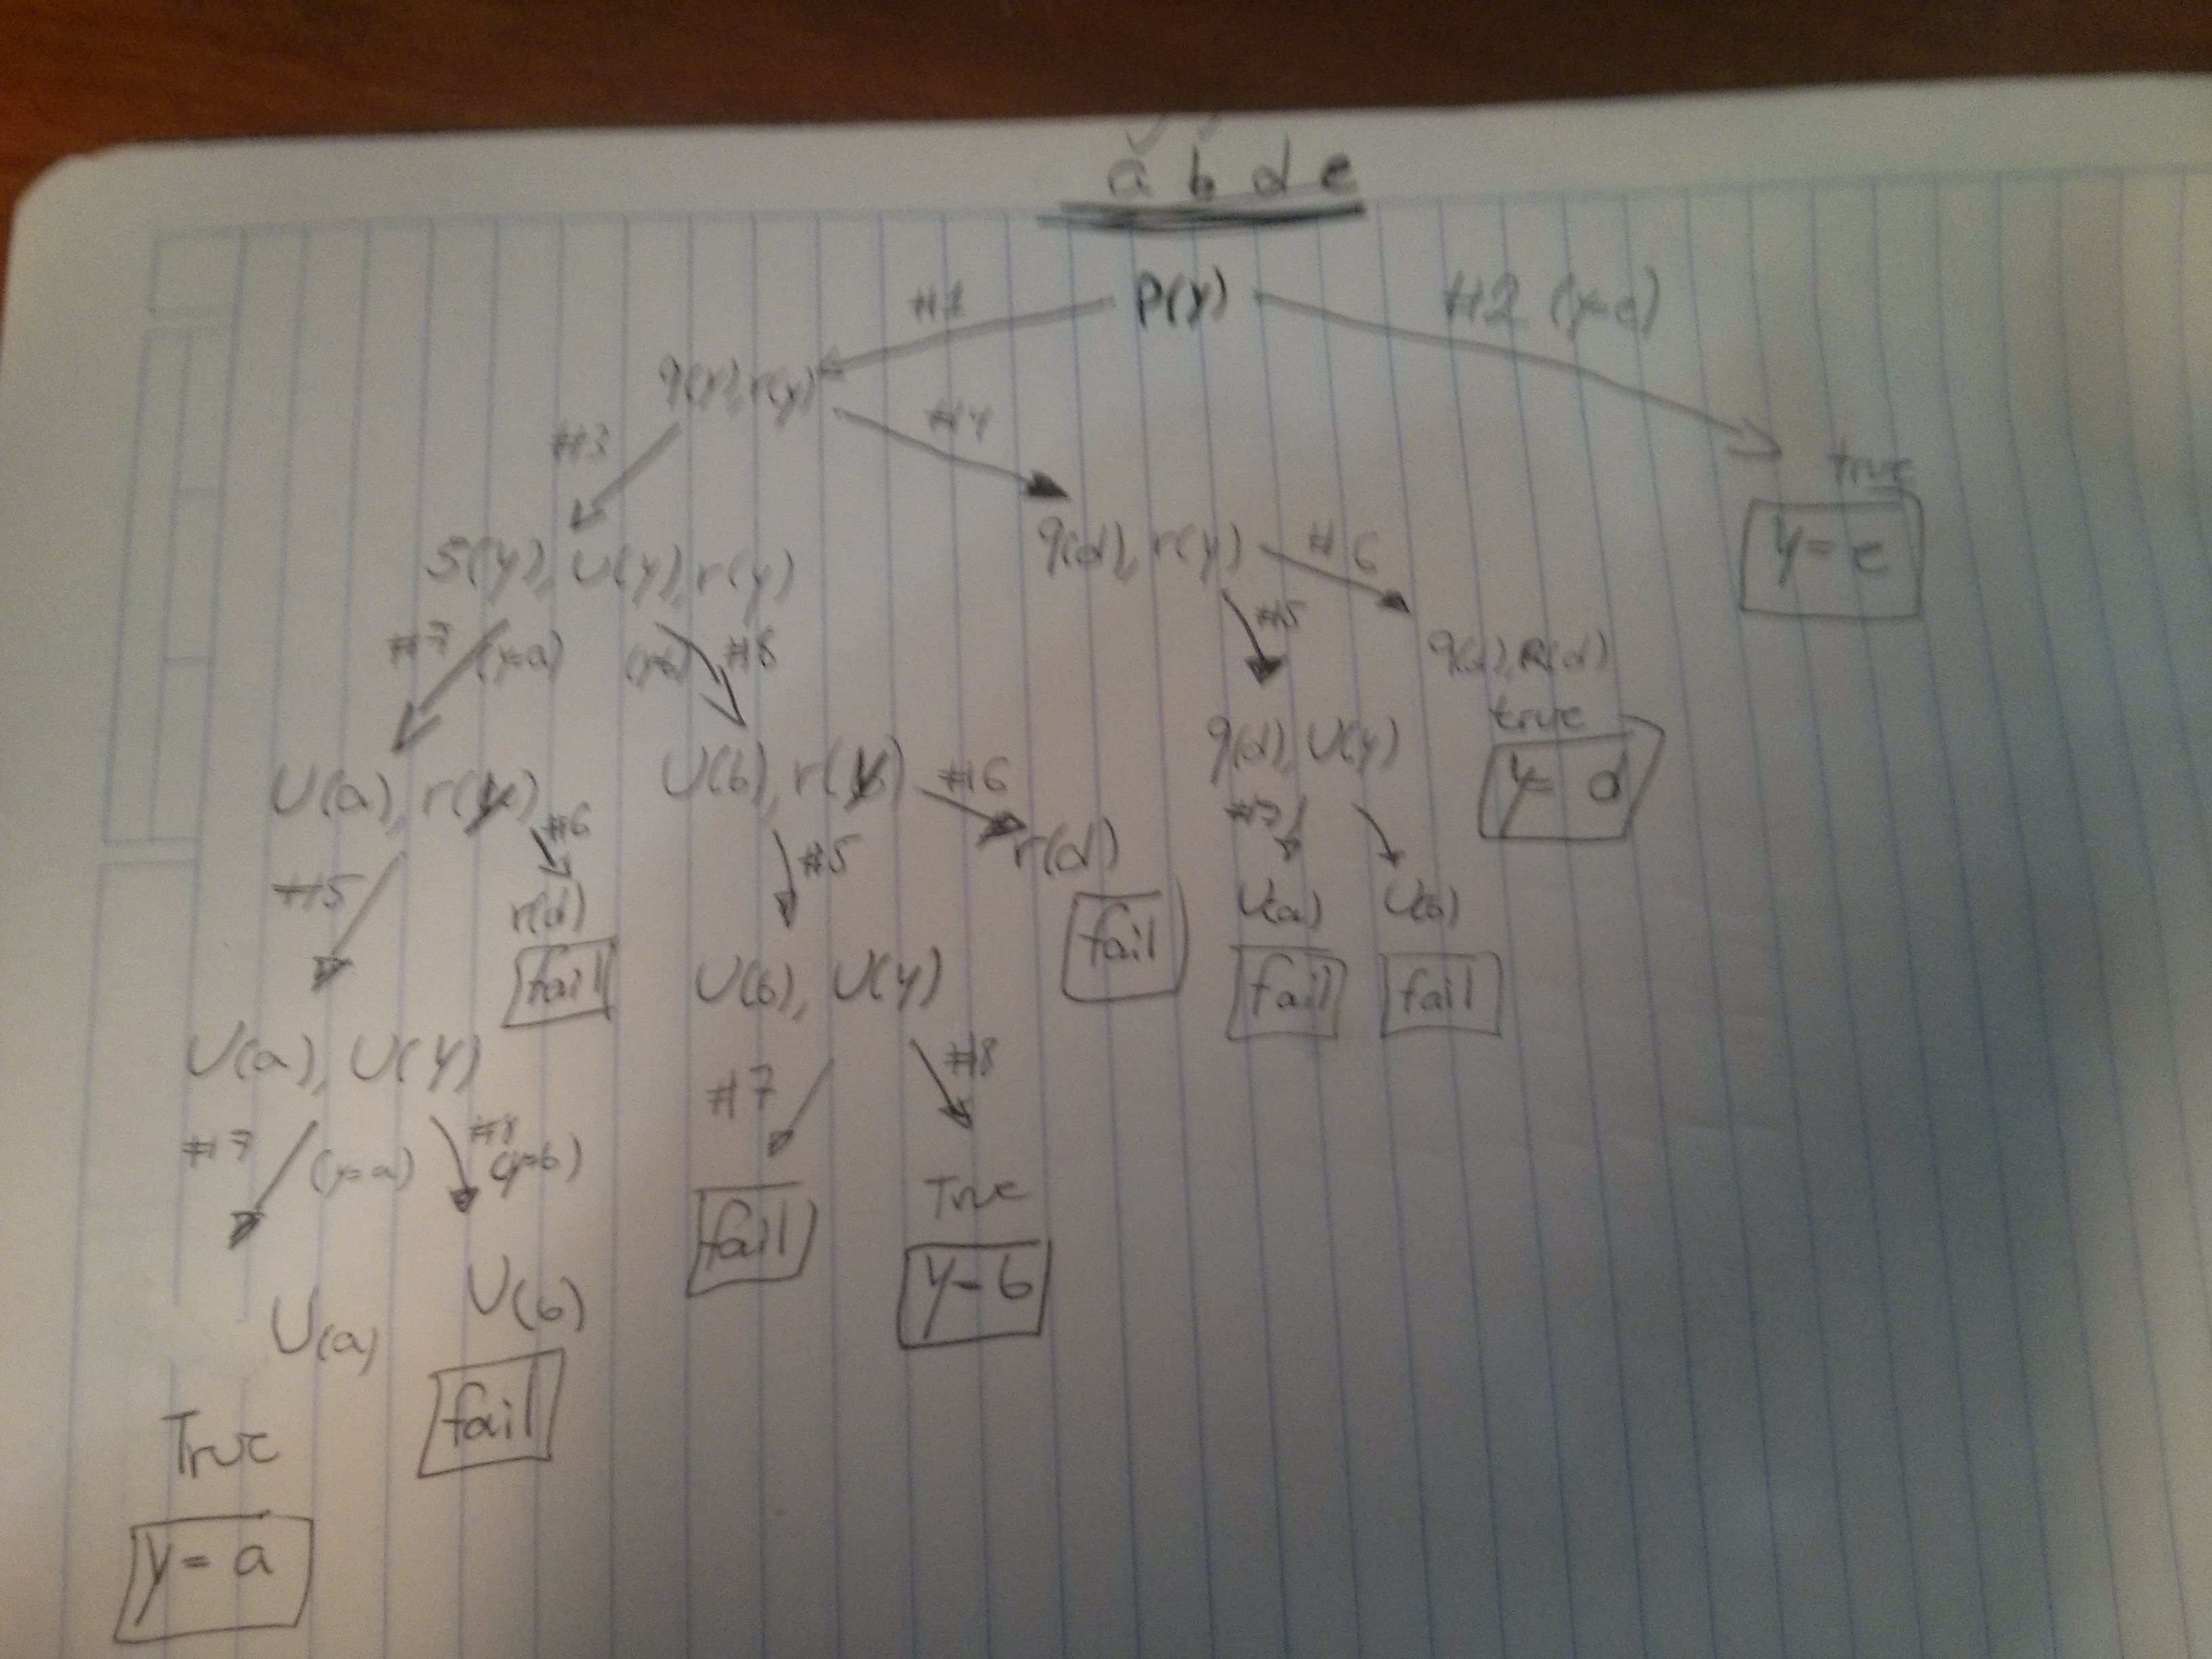 a b d e
P(y)
#1
#2 (y=e)
q(y), r(y)
#3
#4
true
y = e
S(y), U(y), r(y)
q(d), r(y)
#6
#7 (y=a)
(y=b) #8
#5
q(d), R(d)
true
y = d
U(a), r(y)
U(b), r(y)
#6
q(d), U(y)
#5
#6
r(d)
fail
#5
r(d)
fail
#7
U(a)
fail
U(b)
fail
U(a), U(y)
U(b), U(y)
#7 (y=a)
#8
(y=b)
#7
#8
U(a)
U(b)
fail
fail
True
y = b
True
y = a